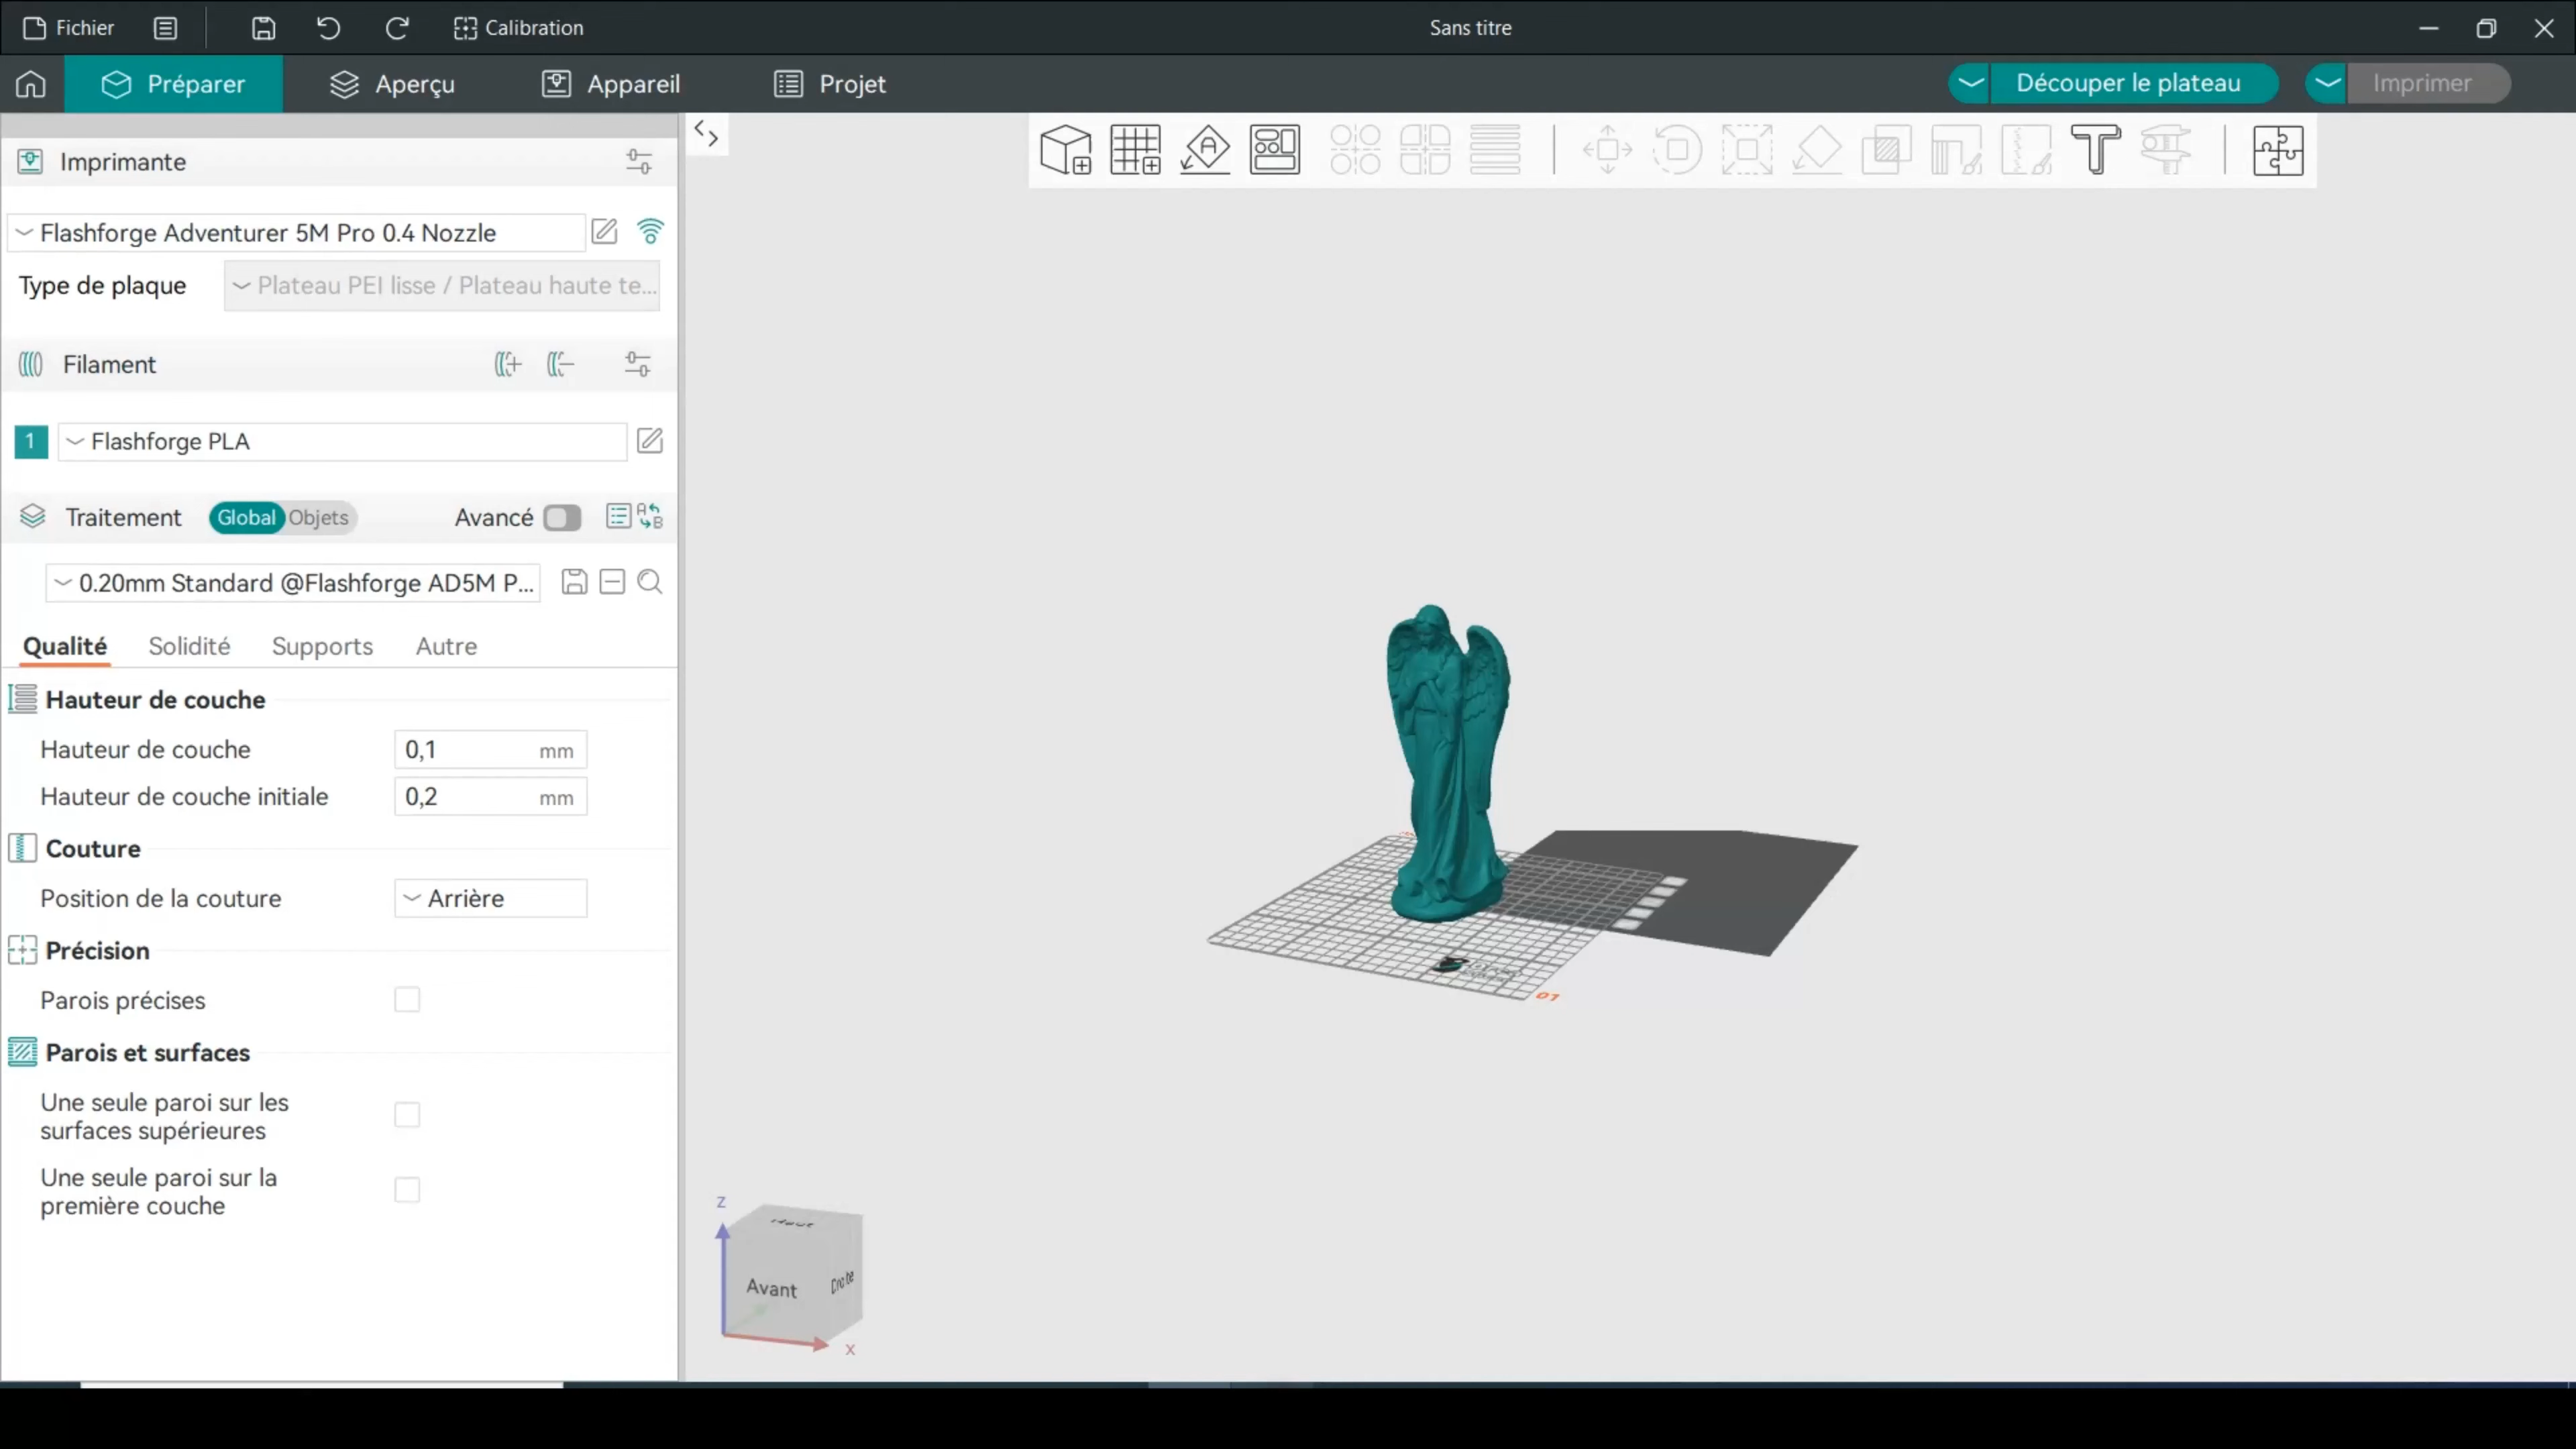 Fichier
Calibration
Sans titre
Préparer
Aperçu
Appareil
Projet
Découper le plateau
Imprimer
Imprimante
Flashforge Adventurer 5M Pro 0.4 Nozzle
Type de plaque
Plateau PEI lisse / Plateau haute te...
Filament
1
Flashforge PLA
Traitement
Global
Objets
Avancé
0.20mm Standard @Flashforge AD5M P...
Qualité
Solidité
Supports
Autre
Hauteur de couche
Hauteur de couche
0,1 mm
Hauteur de couche initiale
0,2 mm
Couture
Position de la couture
Arrière
Précision
Parois précises
Parois et surfaces
Une seule paroi sur les
surfaces supérieures
Une seule paroi sur la
première couche
01
Z
Haut
Avant
Droite
X